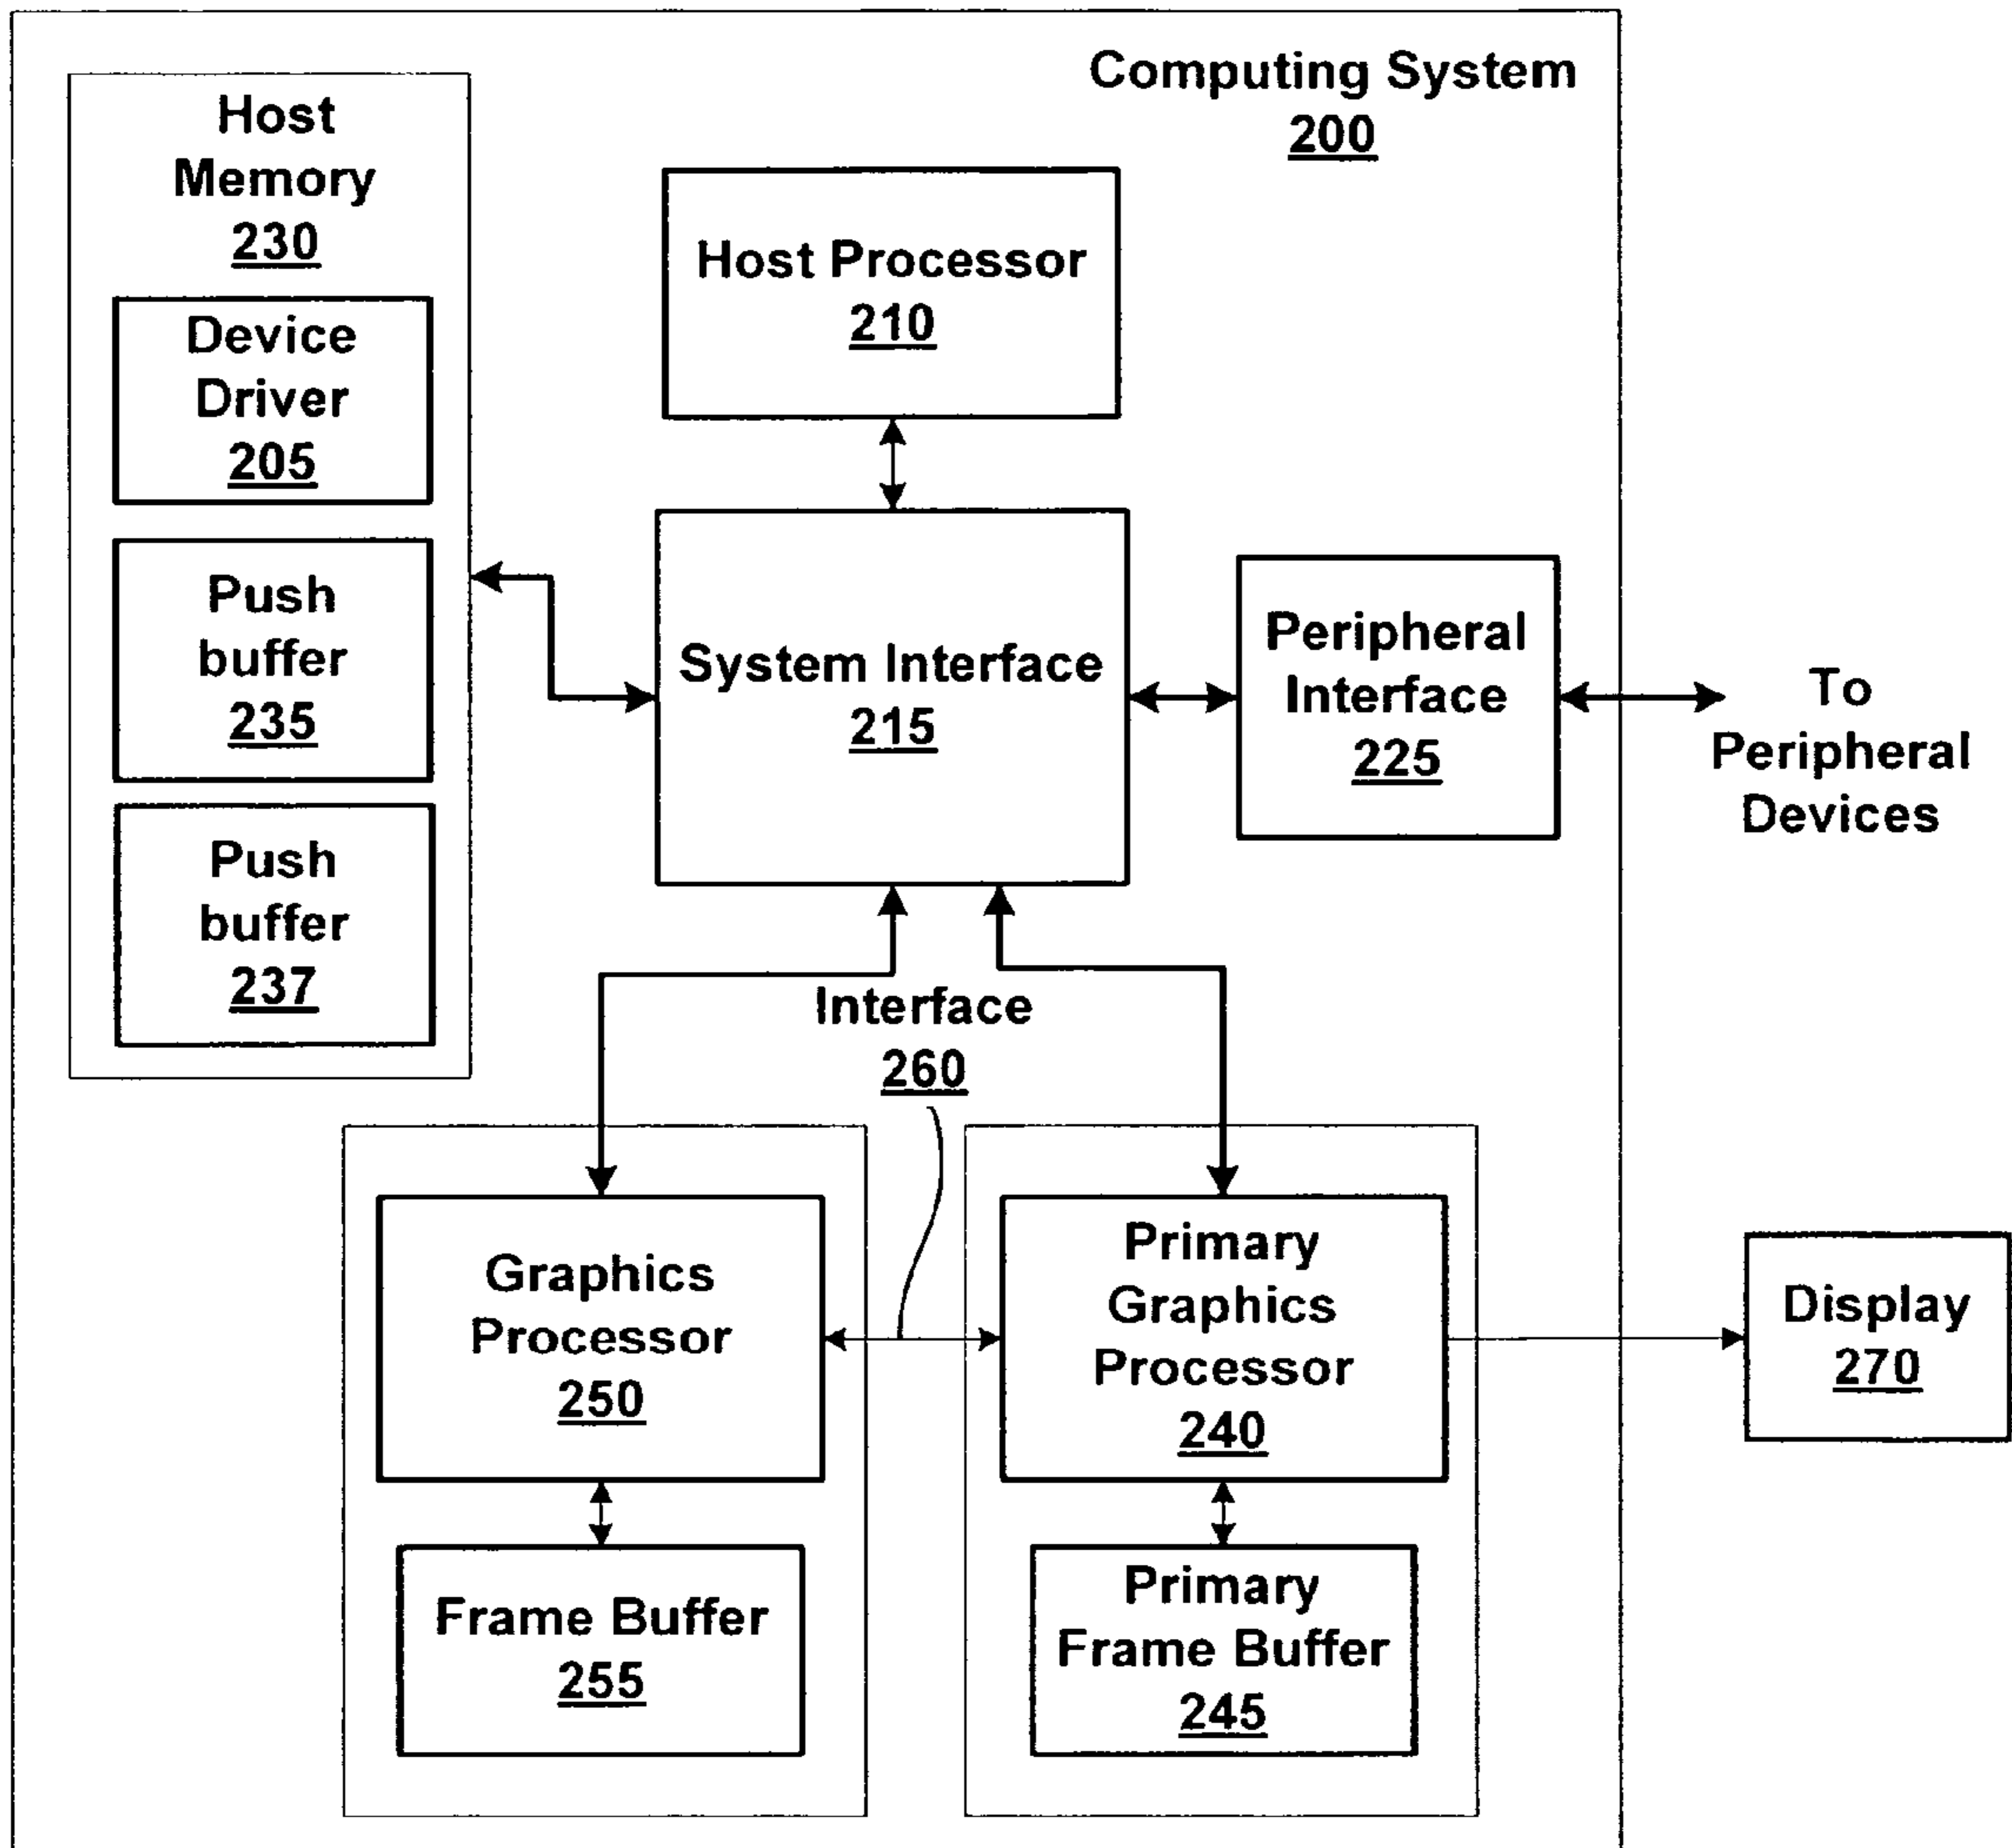 Computing System
200
Host
Memory
230
Device
Driver
205
Push
buffer
235
Push
buffer
237
Host Processor
210
System Interface
215
Peripheral
Interface
225
To
Peripheral
Devices
Interface
260
Graphics
Processor
250
Frame Buffer
255
Primary
Graphics
Processor
240
Primary
Frame Buffer
245
Display
270